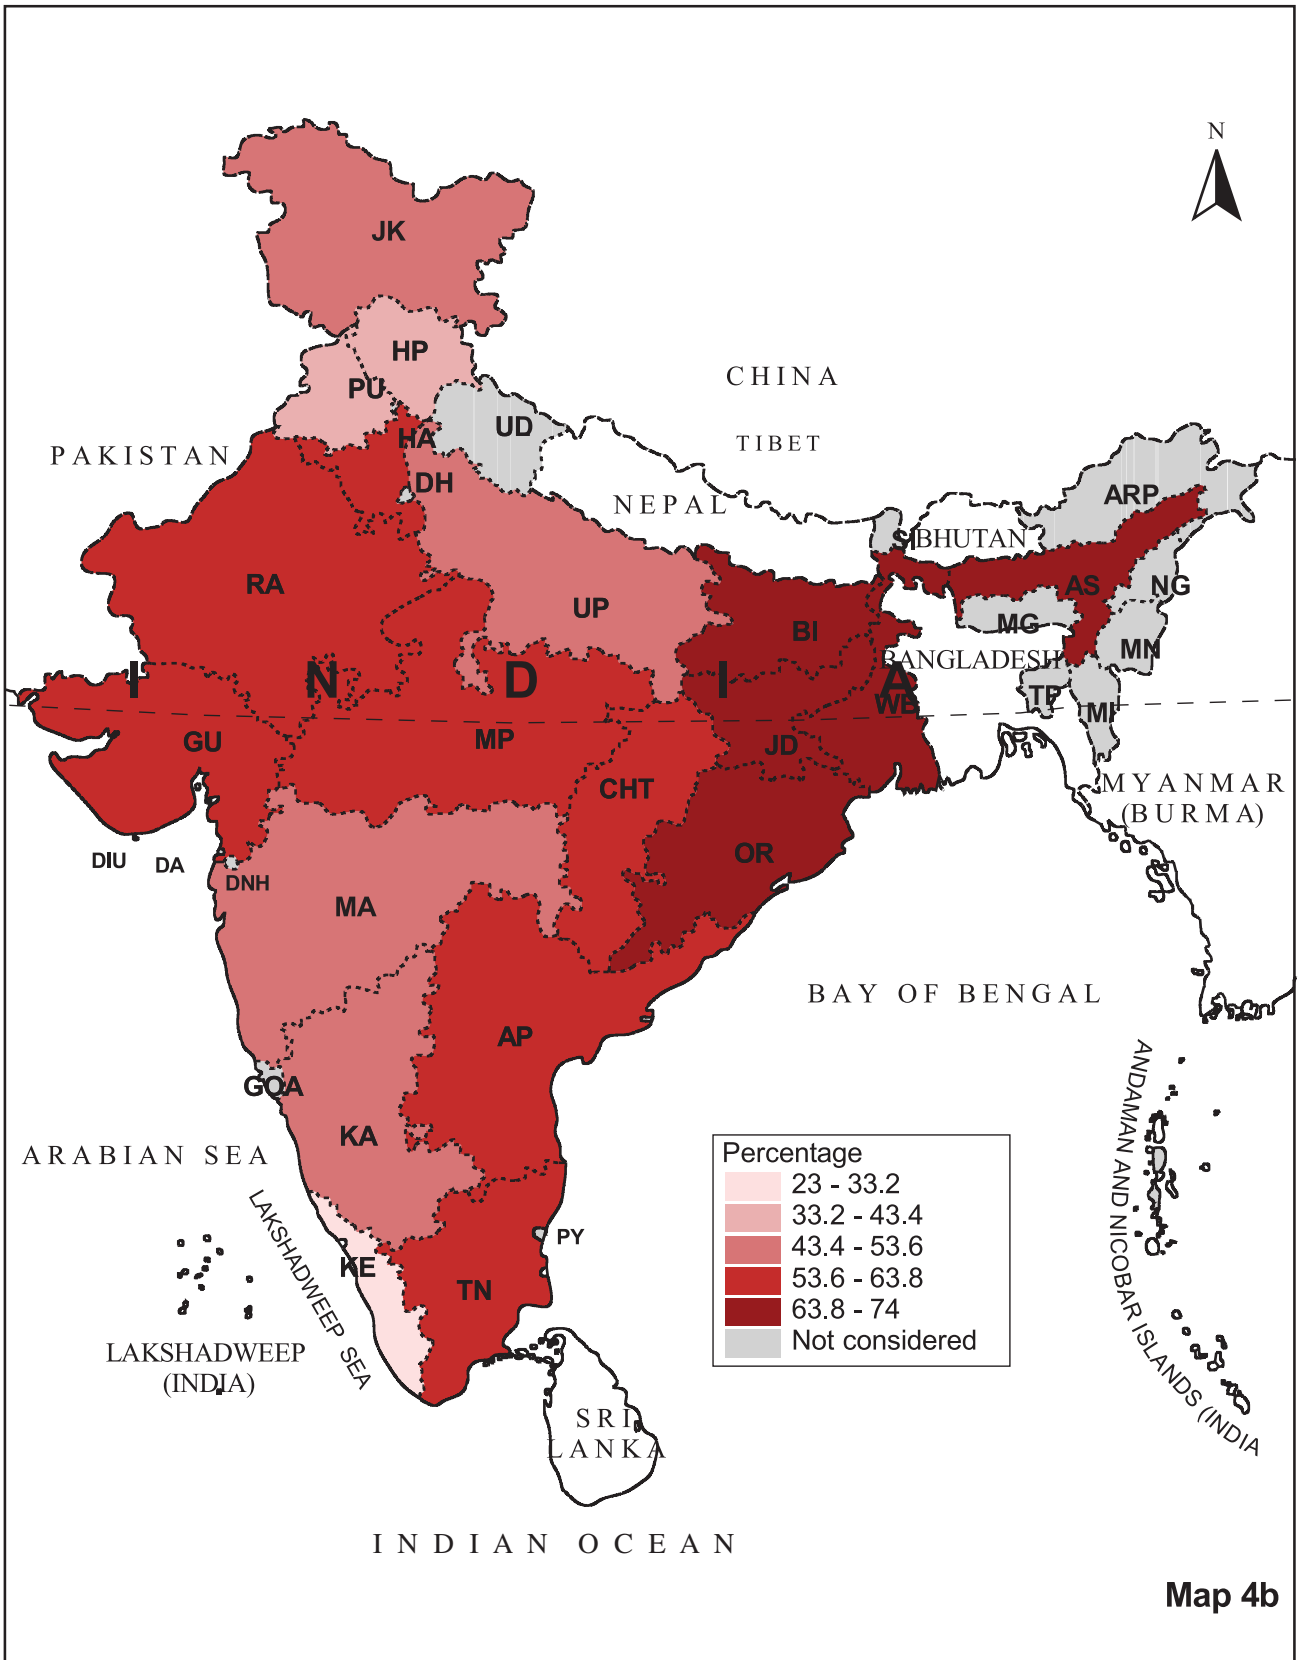 N
JK
HP
CHINA
PU
UD
HA
TIBET
PAKISTAN
DH
NEPAL
ARP
SI
BHUTAN
RA
AS
NG
UP
BI
MG
MN
BANGLADESH
I N D I A
TP
WB
MI
GU
MP
JD
CHT
MYANMAR
(BURMA)
DIU
DA
DNH
OR
MA
BAY OF BENGAL
AP
GOA
ANDAMAN AND NICOBAR ISLANDS (INDIA
KA
ARABIAN SEA
Percentage
23 - 33.2
33.2 - 43.4
43.4 - 53.6
53.6 - 63.8
63.8 - 74
Not considered
LAKSHADWEEP SEA
PY
KE
TN
LAKSHADWEEP
(INDIA)
SRI
LANKA
INDIAN OCEAN
Map 4b